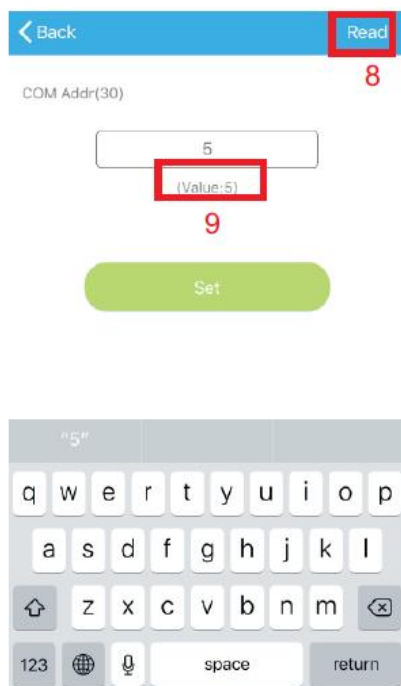 Back Read
8
COM Addr(30)
5
(Value:5)
9
Set
"5"
q w e r t y u i o p
a s d f g h j k l
z x c v b n m
123 space return